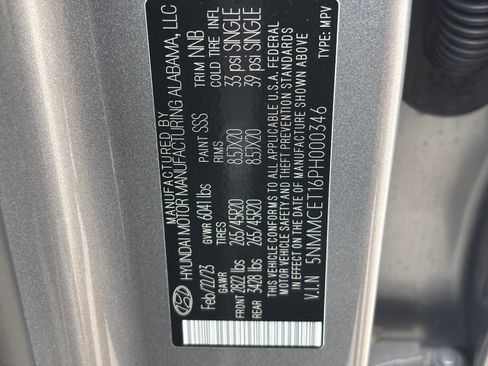 MANUFACTURED BY
HYUNDAI MOTOR MANUFACTURING ALABAMA, LLC
Feb/22/23 GVWR 6041 lbs PAINT SSS TRIM NNB
GAWR TIRE RIMS COLD TIRE INFL
FRONT 2822 lbs 265/45R20 8.5JX20 33 psi SINGLE
REAR 3428 lbs 265/45R20 8.5JX20 39 psi SINGLE
THIS VEHICLE CONFORMS TO ALL APPLICABLE U.S.A. FEDERAL
MOTOR VEHICLE SAFETY AND THEFT PREVENTION STANDARDS
IN EFFECT ON THE DATE OF MANUFACTURE SHOWN ABOVE
V.I.N 5NMMCET16PH000346 TYPE: MPV